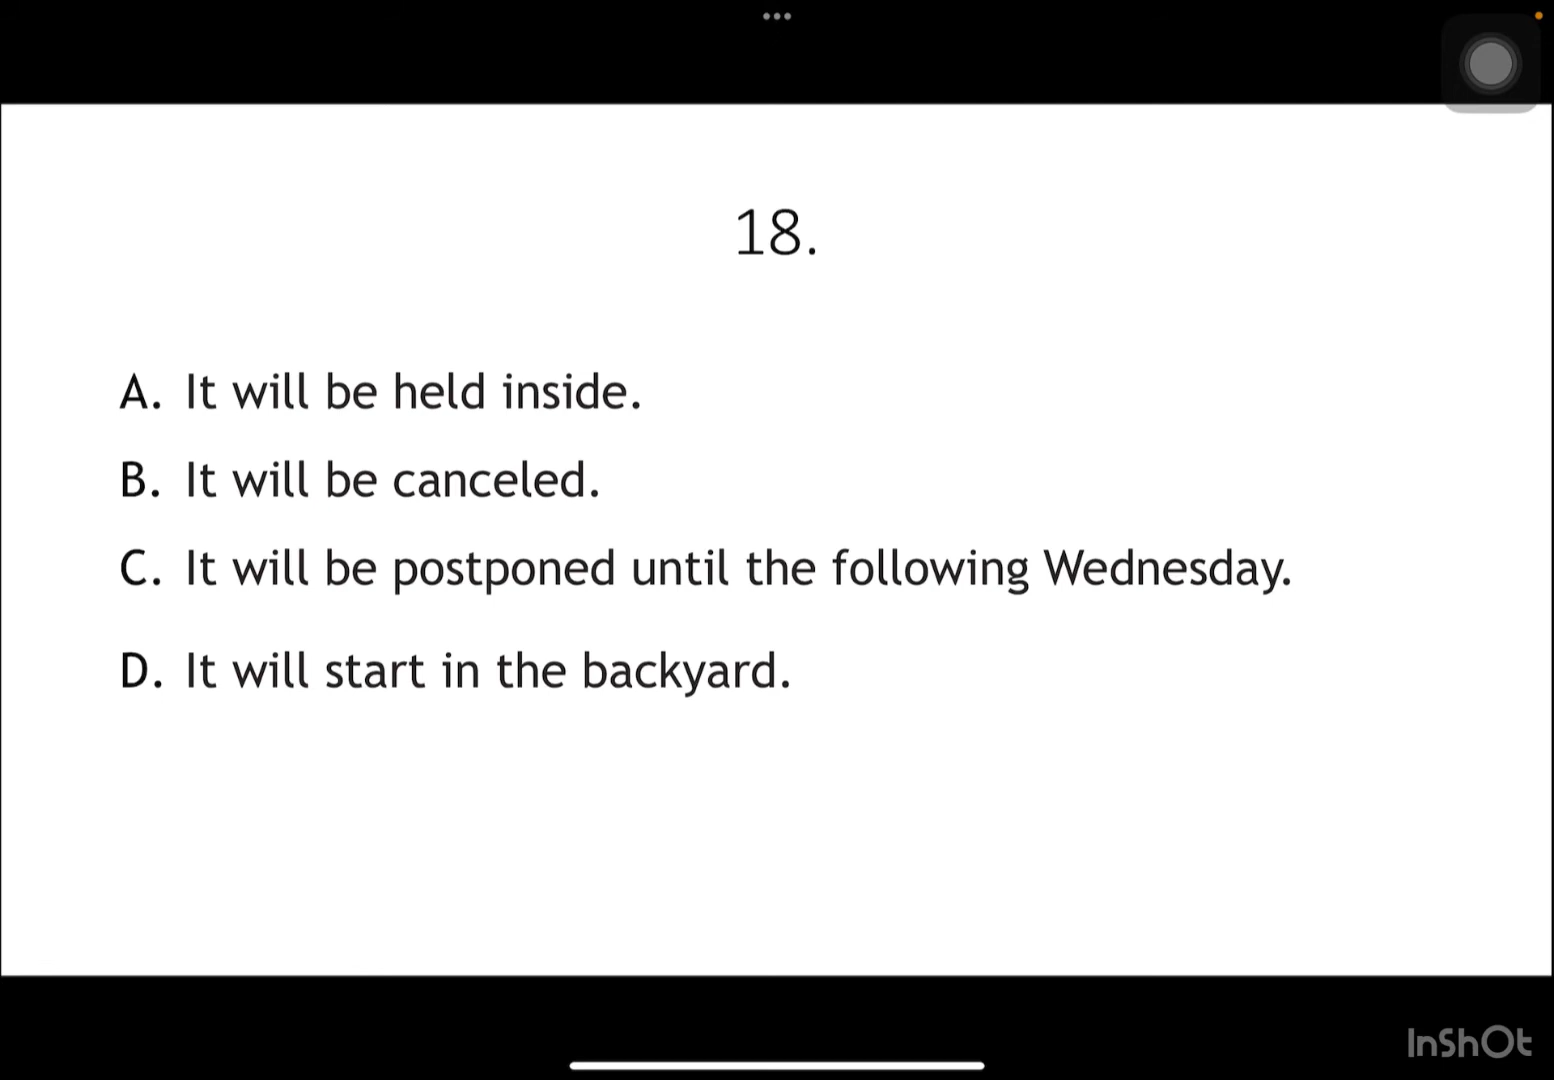 18.
A. It will be held inside.
B. It will be canceled.
C. It will be postponed until the following Wednesday.
D. It will start in the backyard.
InShOt